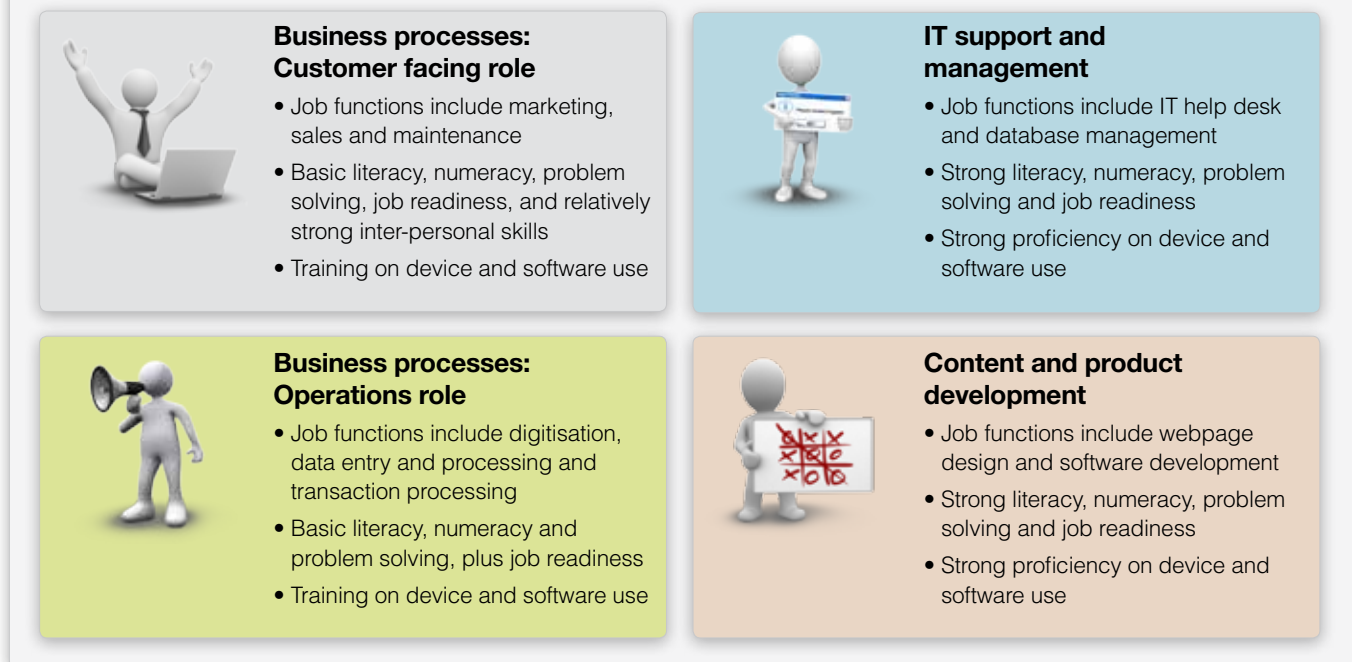 Business processes:
Customer facing role
• Job functions include marketing,
sales and maintenance
• Basic literacy, numeracy, problem
solving, job readiness, and relatively
strong inter-personal skills
• Training on device and software use
IT support and
management
• Job functions include IT help desk
and database management
• Strong literacy, numeracy, problem
solving and job readiness
• Strong proficiency on device and
software use
Business processes:
Operations role
• Job functions include digitisation,
data entry and processing and
transaction processing
• Basic literacy, numeracy and
problem solving, plus job readiness
• Training on device and software use
Content and product
development
• Job functions include webpage
design and software development
• Strong literacy, numeracy, problem
solving and job readiness
• Strong proficiency on device and
software use